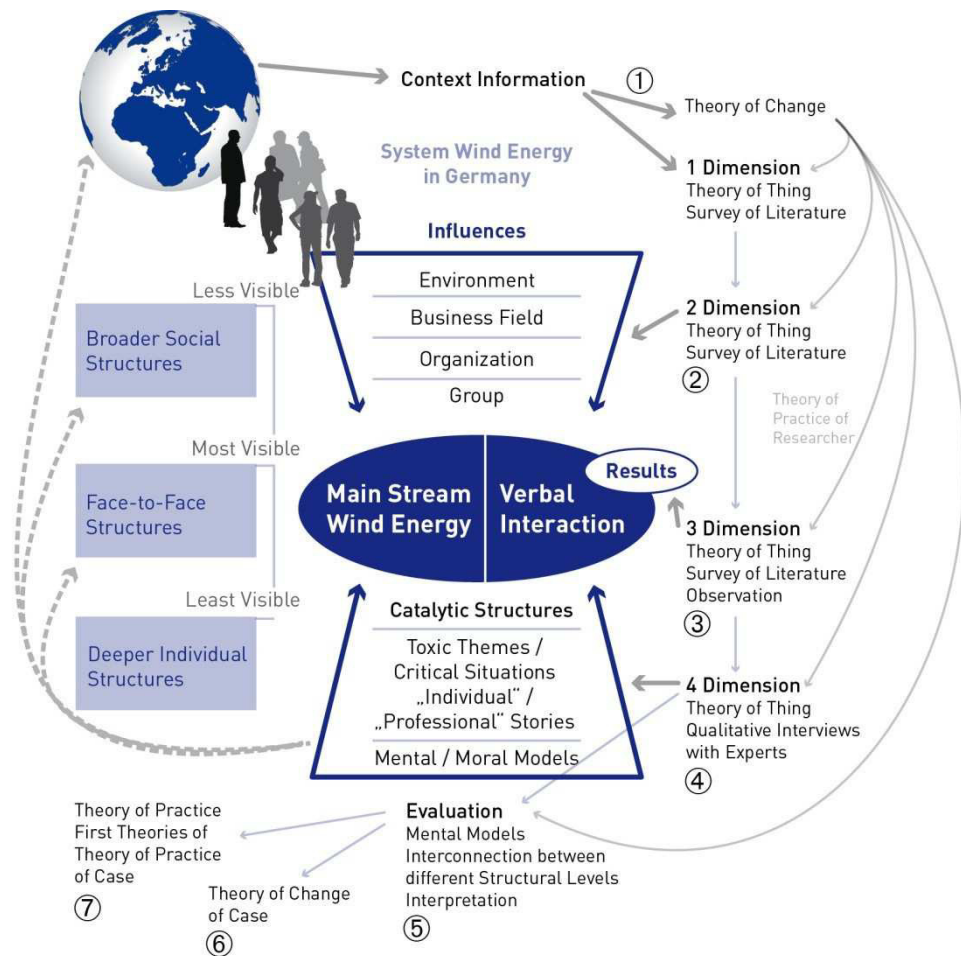 Context Information
①
Theory of Change
System Wind Energy
in Germany
1 Dimension
Theory of Thing
Survey of Literature
Influences
Environment
Business Field
Organization
Group
2 Dimension
Theory of Thing
Survey of Literature
②
Theory of
Practice of
Researcher
Less Visible
Broader Social
Structures
Most Visible
Face-to-Face
Structures
Least Visible
Deeper Individual
Structures
Main Stream
Wind Energy
Verbal
Interaction
Results
3 Dimension
Theory of Thing
Survey of Literature
Observation
③
Catalytic Structures
Toxic Themes /
Critical Situations
„Individual“ /
„Professional“ Stories
Mental / Moral Models
4 Dimension
Theory of Thing
Qualitative Interviews
with Experts
④
Evaluation
Mental Models
Interconnection between
different Structural Levels
Interpretation
⑤
Theory of Change
of Case
⑥
Theory of Practice
First Theories of
Theory of Practice
of Case
⑦